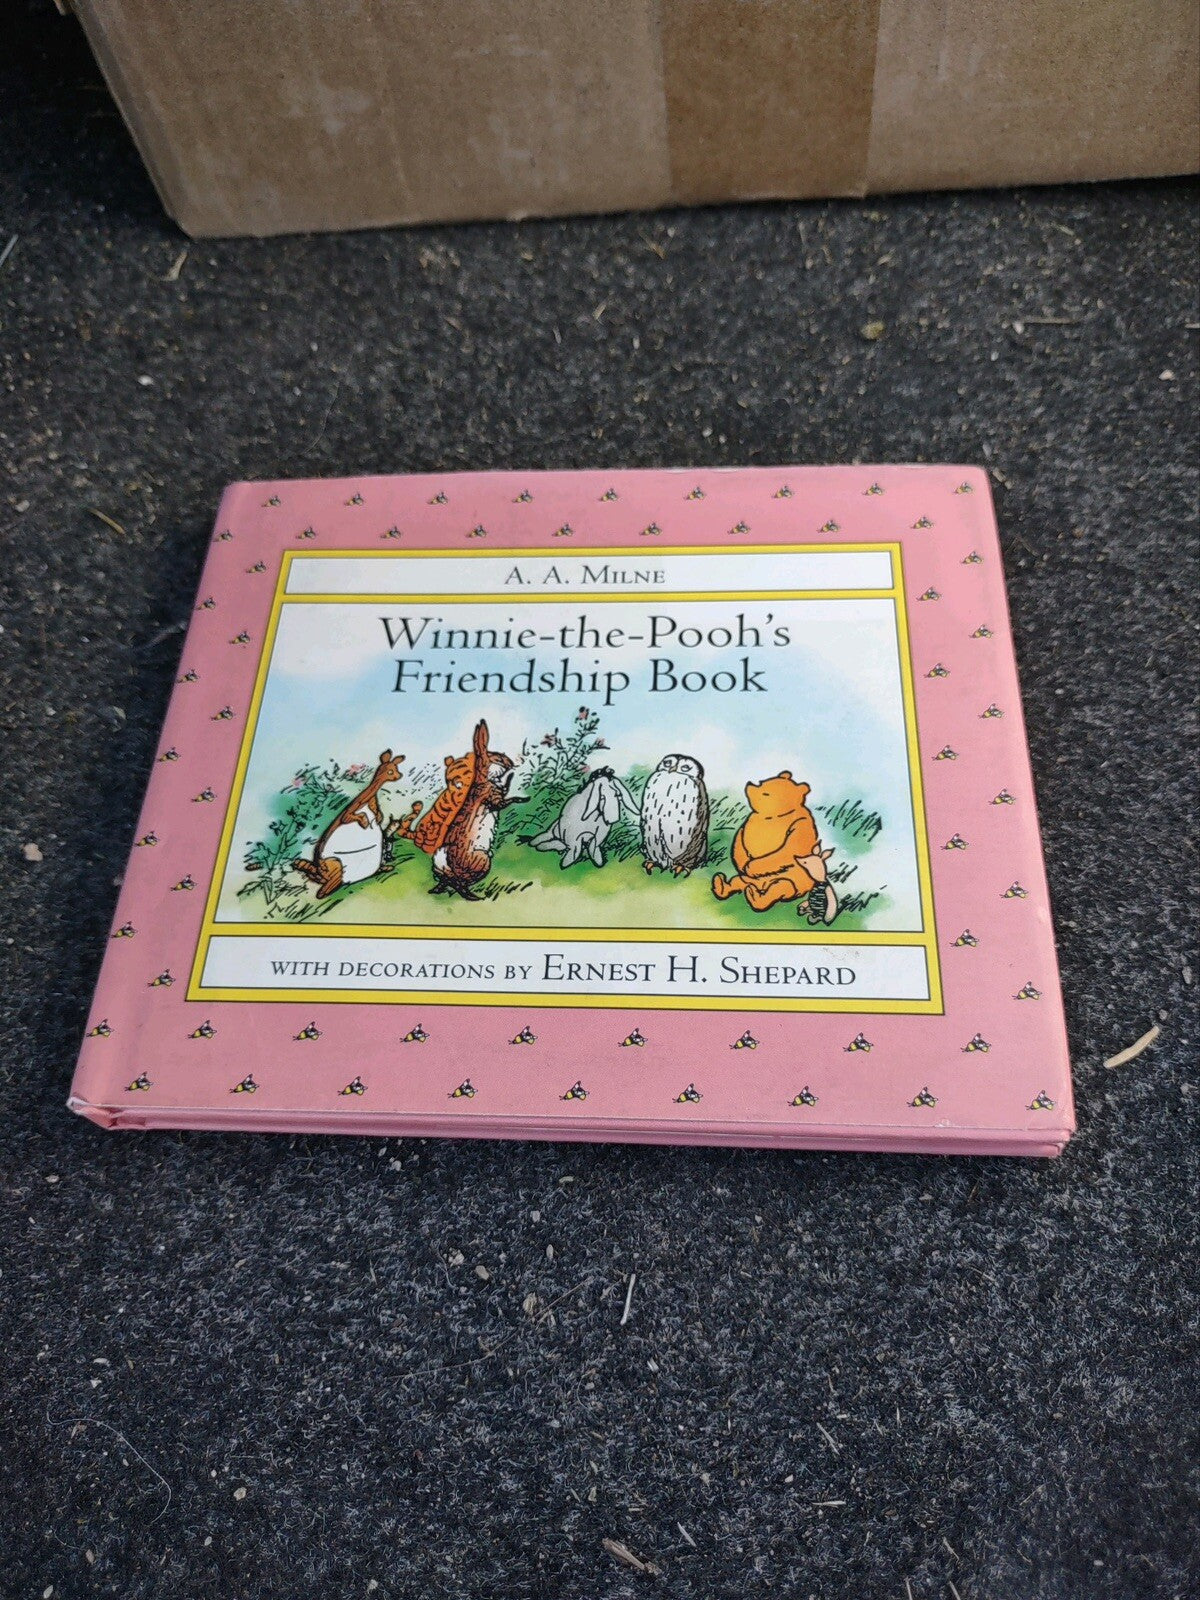 A. A. MILNE
Winnie-the-Pooh's
Friendship Book
WITH DECORATIONS BY ERNEST H. SHEPARD